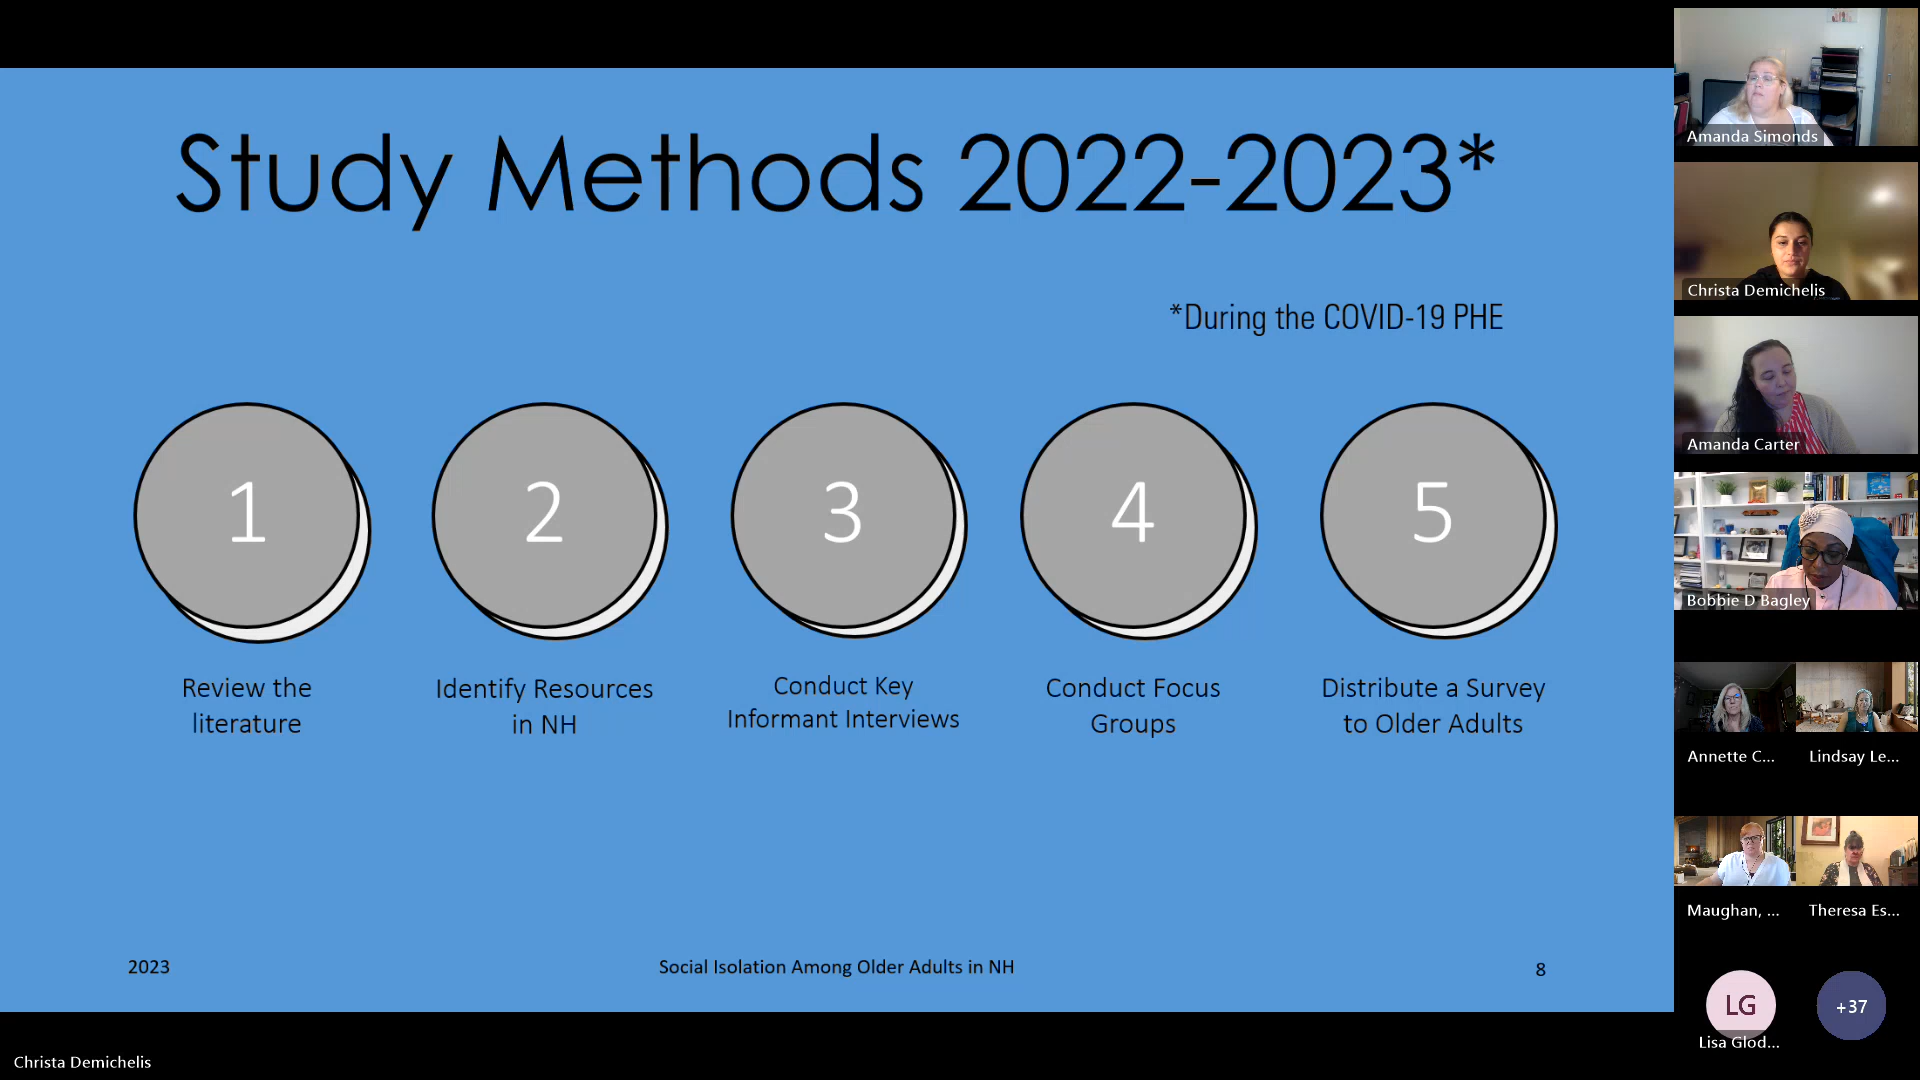 Study Methods 2022-2023*
*During the COVID-19 PHE
1
2
3
4
5
Review the
literature
Identify Resources
in NH
Conduct Key
Informant Interviews
Conduct Focus
Groups
Distribute a Survey
to Older Adults
2023
Social Isolation Among Older Adults in NH
8
Christa Demichelis
Amanda Simonds
Christa Demichelis
Amanda Carter
Bobbie D Bagley
Annette C...
Lindsay Le...
Maughan, ...
Theresa Es...
LG
Lisa Glod...
+37